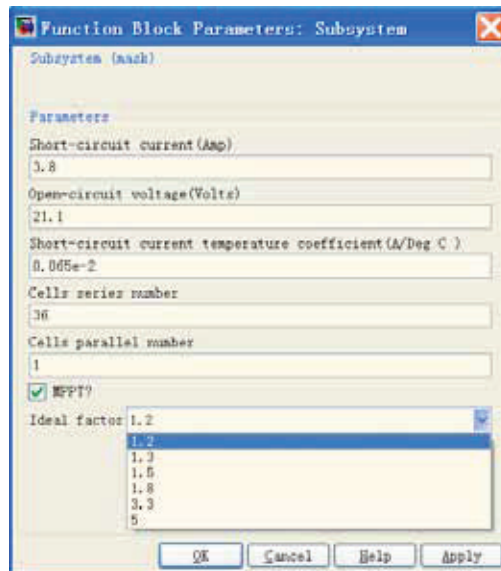 Function Block Parameters: Subsystem
Subsystem (mask)
Parameters
Short-circuit current(Amp)
3.8
Open-circuit voltage(Volts)
21.1
Short-circuit current temperature coefficient(A/Deg C )
0.065e-2
Cells series number
36
Cells parallel number
1
MPPT?
Ideal factor 1.2
1.2
1.3
1.5
1.8
3.3
5
OK Cancel Help Apply